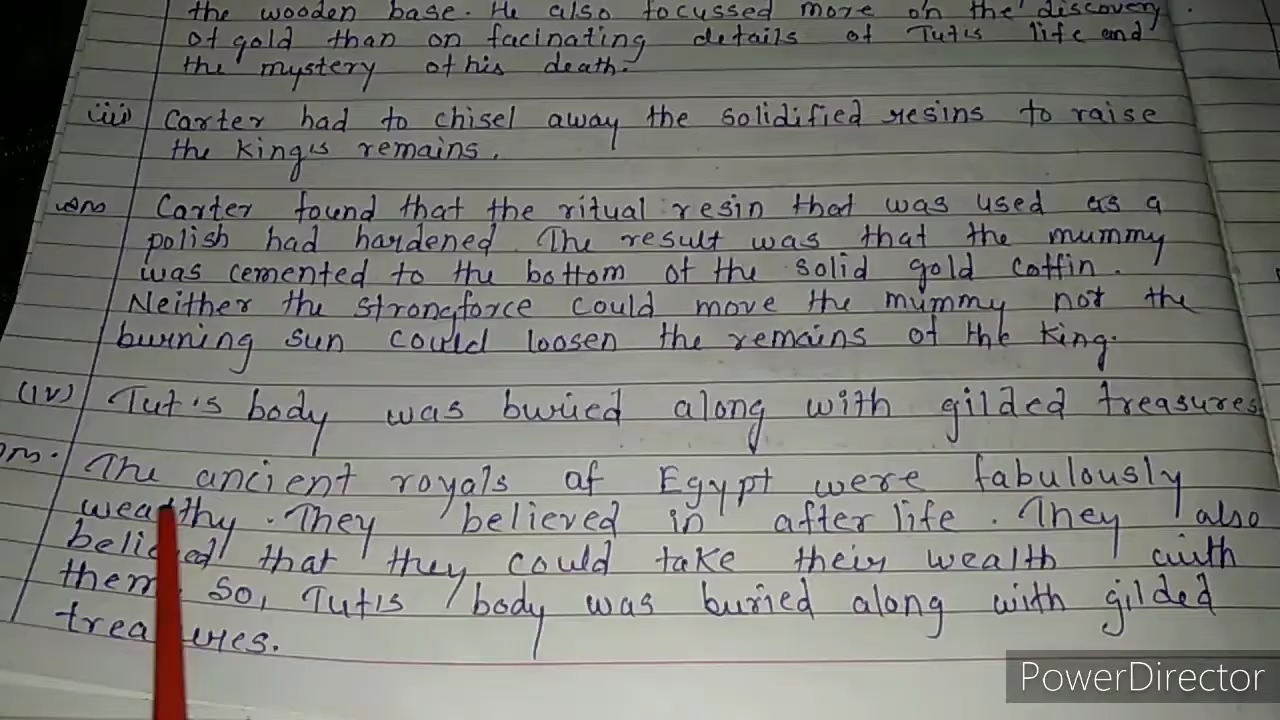 the wooden base. He also focussed more on the discovery
of gold than on facinating details of Tut's life and
the mystery of his death.
iii) Carter had to chisel away the solidified resins to raise
the King's remains.
Ans Carter found that the ritual resin that was used as a
polish had hardened. The result was that the mummy
was cemented to the bottom of the solid gold coffin.
Neither the strong force could move the mummy not the
burning sun could loosen the remains of the King.
(iv) Tut's body was buried along with gilded treasures
Ans. The ancient royals of Egypt were fabulously
wealthy. They believed in after life. They also
believed that they could take their wealth with
them. So, Tut's body was buried along with gilded
treasures.
PowerDirector